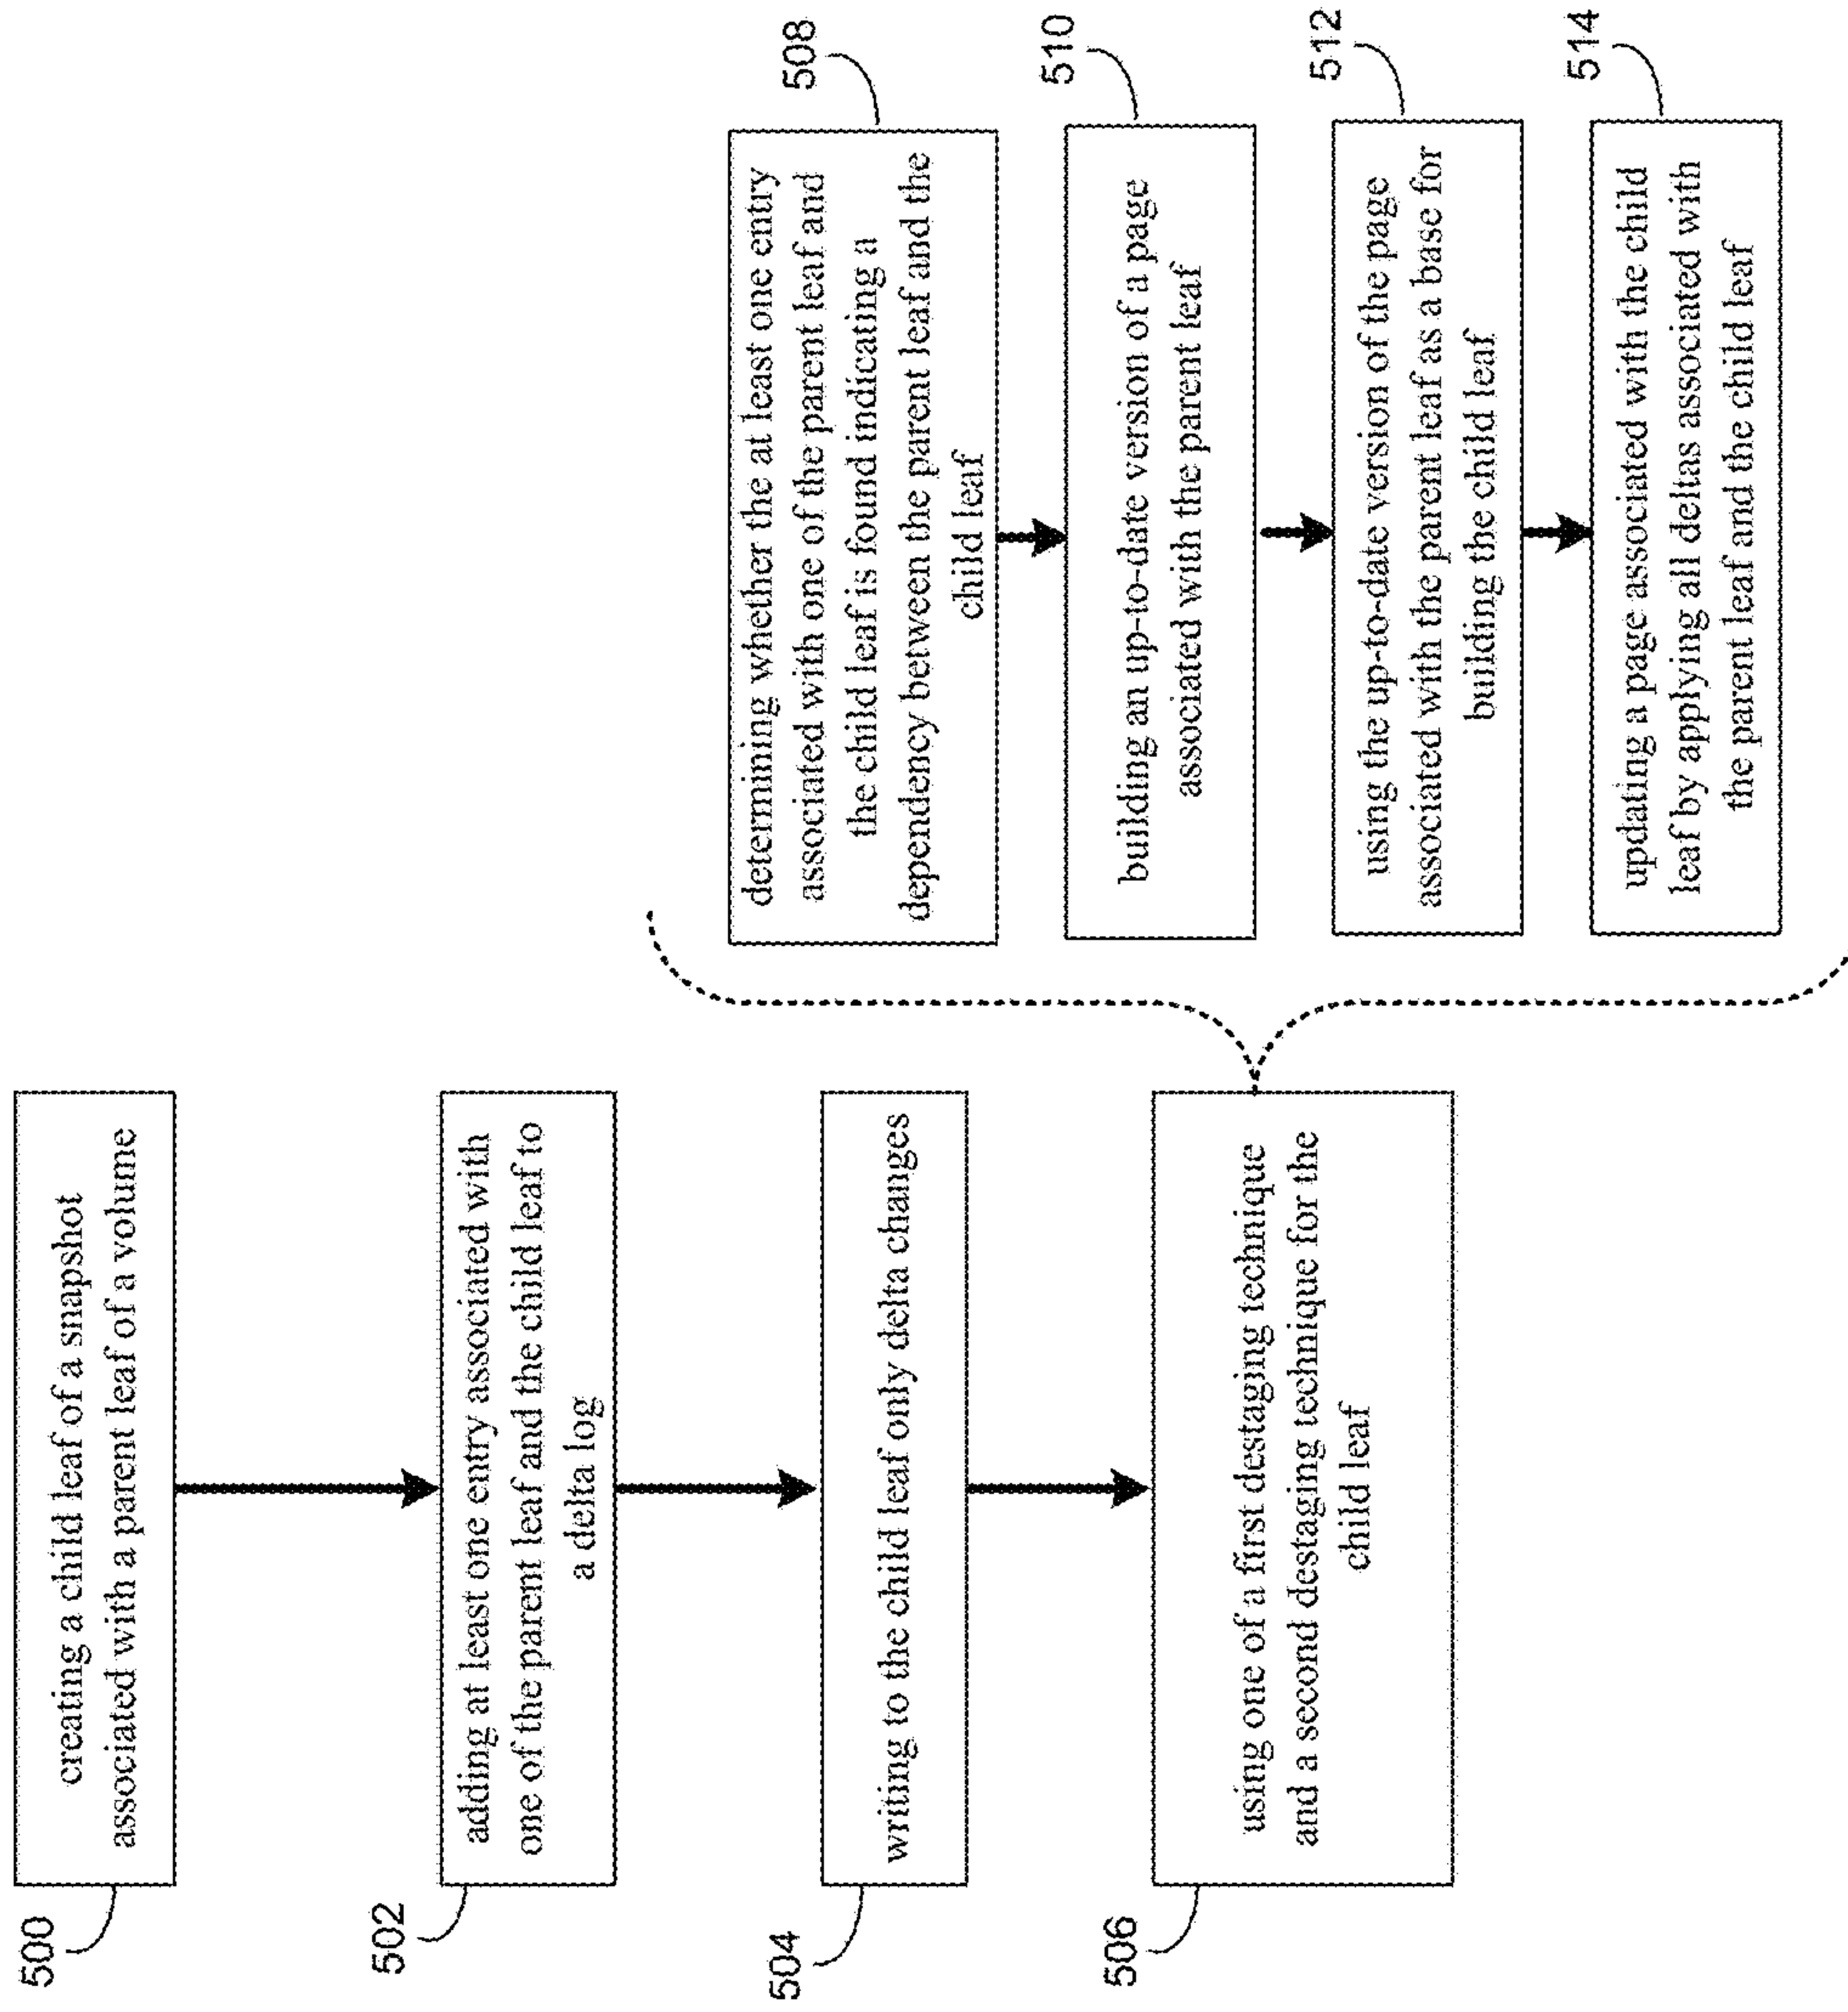 500
creating a child leaf of a snapshot
associated with a parent leaf of a volume
502
adding at least one entry associated with
one of the parent leaf and the child leaf to
a delta log
504
writing to the child leaf only delta changes
506
using one of a first destaging technique
and a second destaging technique for the
child leaf
508
determining whether the at least one entry
associated with one of the parent leaf and
the child leaf is found indicating a
dependency between the parent leaf and the
child leaf
510
building an up-to-date version of a page
associated with the parent leaf
512
using the up-to-date version of the page
associated with the parent leaf as a base for
building the child leaf
514
updating a page associated with the child
leaf by applying all deltas associated with
the parent leaf and the child leaf